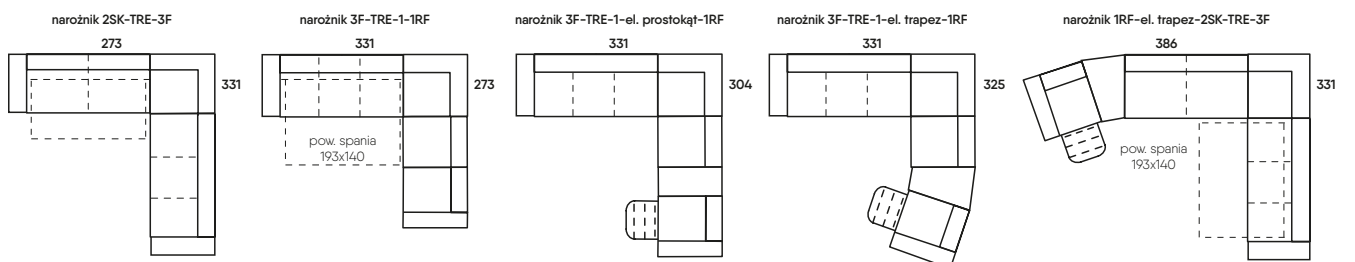 narożnik 2SK-TRE-3F
273
331
narożnik 3F-TRE-1-1RF
331
273
pow. spania
193x140
narożnik 3F-TRE-1-el. prostokąt-1RF
331
304
narożnik 3F-TRE-1-el. trapez-1RF
331
325
narożnik 1RF-el. trapez-2SK-TRE-3F
386
331
pow. spania
193x140